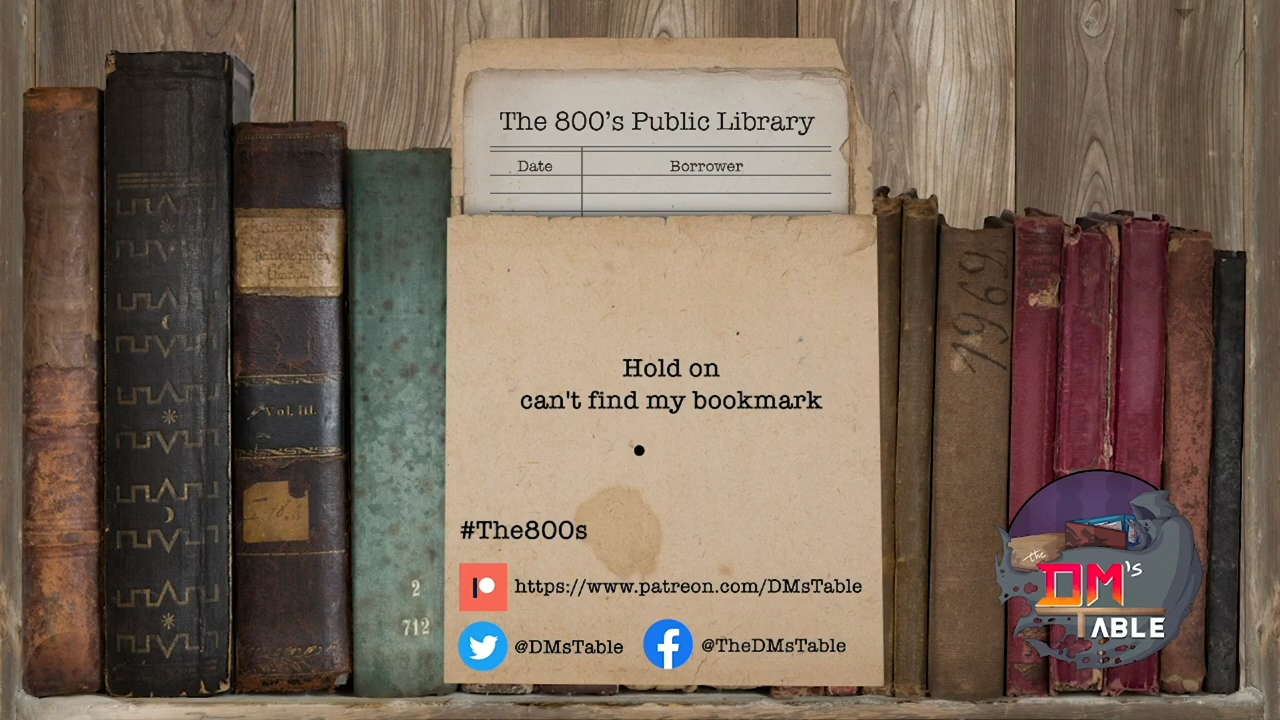 The 800's Public Library
Date Borrower
Hold on
can't find my bookmark
#The800s
https://www.patreon.com/DMsTable
@DMsTable @TheDMsTable
Vol. III.
2
712
1969
the
DM's
TABLE